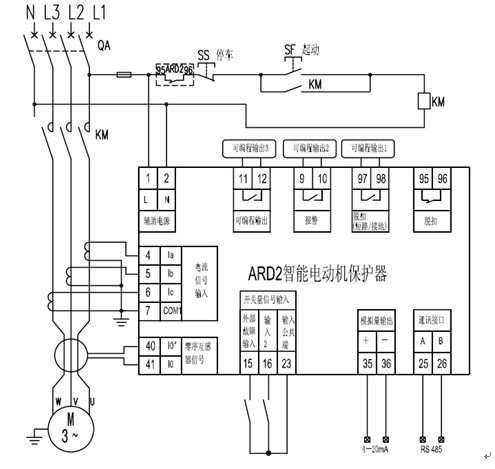 N L3 L2 L1
QA
95 ARD2 96
SS 停车
SF 起动
KM
KM
KM
可编程输出3
可编程输出2
可编程输出1
1 2
11 12
9 10
97 98
95 96
L N
辅助电源
可编程输出
报警
脱扣
(短路/接地)
脱扣
4 Ia
5 Ib
6 Ic
7 COM1
电流
信号
输入
ARD2智能电动机保护器
开关量信号输入
外部
故障
输入
输入2
输入
公共
端
模拟量输出
通讯接口
+ −
A B
40 I0*
41 I0
零序互感
器信号
15 16 23
35 36
25 26
W V U
M
3 ~
4-20mA
RS 485